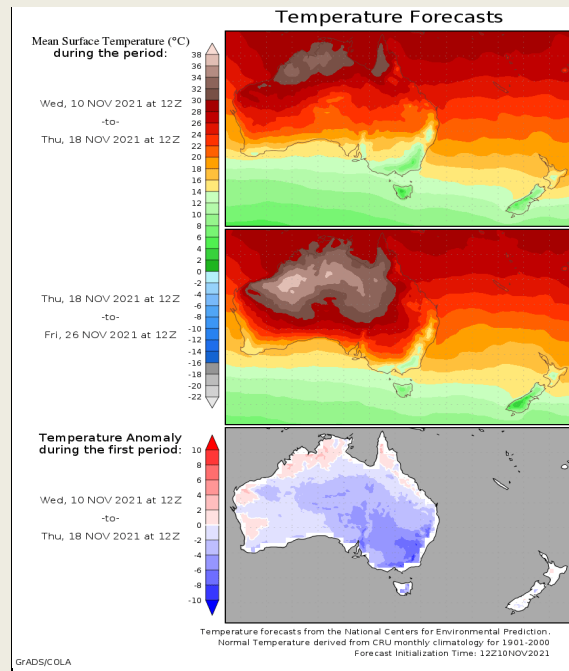 Temperature Forecasts
Mean Surface Temperature (°C)
during the period:
Wed, 10 NOV 2021 at 12Z
-to-
Thu, 18 NOV 2021 at 12Z
38
36
34
32
30
28
26
24
22
20
18
16
14
12
10
8
6
4
2
0
-2
-4
-6
-8
-10
-12
-14
-16
-18
-20
-22
Thu, 18 NOV 2021 at 12Z
-to-
Fri, 26 NOV 2021 at 12Z
Temperature Anomaly
during the first period:
Wed, 10 NOV 2021 at 12Z
-to-
Thu, 18 NOV 2021 at 12Z
10
8
6
4
2
0
-2
-4
-6
-8
-10
Temperature forecasts from the National Centers for Environmental Prediction.
Normal Temperature derived from CRU monthly climatology for 1901-2000
Forecast Initialization Time: 12Z10NOV2021
GrADS/COLA